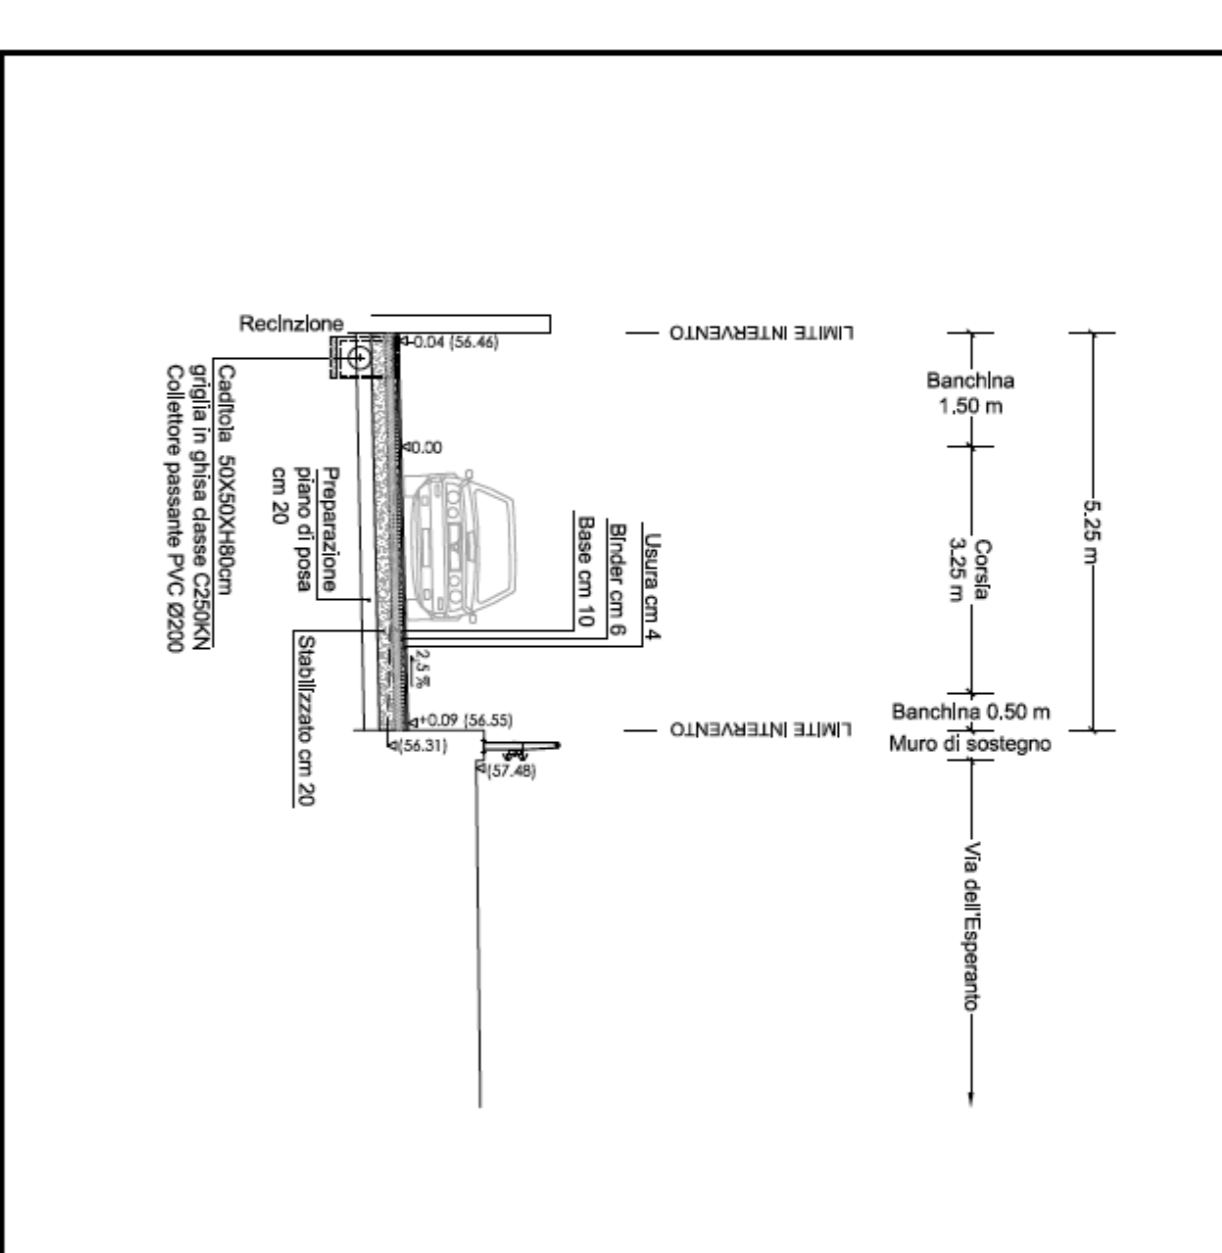 Recinzione
-0.04 (56.46)
LIMITE INTERVENTO
Banchina
1.50 m
5.25 m
0.00
Corsia
3.25 m
Caditoia 50X50XH80cm
griglia in ghisa classe C250KN
Collettore passante PVC Ø200
Preparazione
piano di posa
cm 20
Usura cm 4
Binder cm 6
Base cm 10
Stabilizzato cm 20
2.5 %
+0.09 (56.55)
(56.31)
(57.48)
LIMITE INTERVENTO
Banchina 0.50 m
Muro di sostegno
Via dell'Esperanto